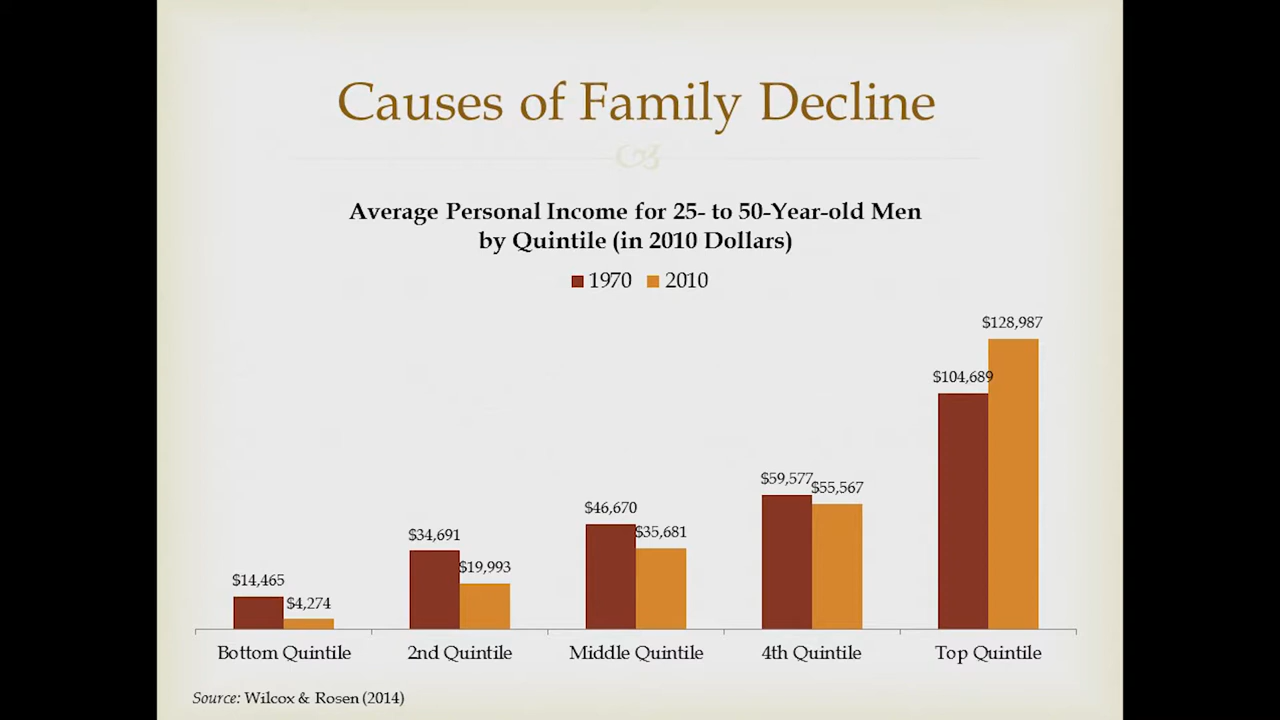 Causes of Family Decline
Average Personal Income for 25- to 50-Year-old Men
by Quintile (in 2010 Dollars)
1970 2010
$128,987
$104,689
$59,577
$55,567
$46,670
$35,681
$34,691
$19,993
$14,465
$4,274
Bottom Quintile 2nd Quintile Middle Quintile 4th Quintile Top Quintile
Source: Wilcox & Rosen (2014)